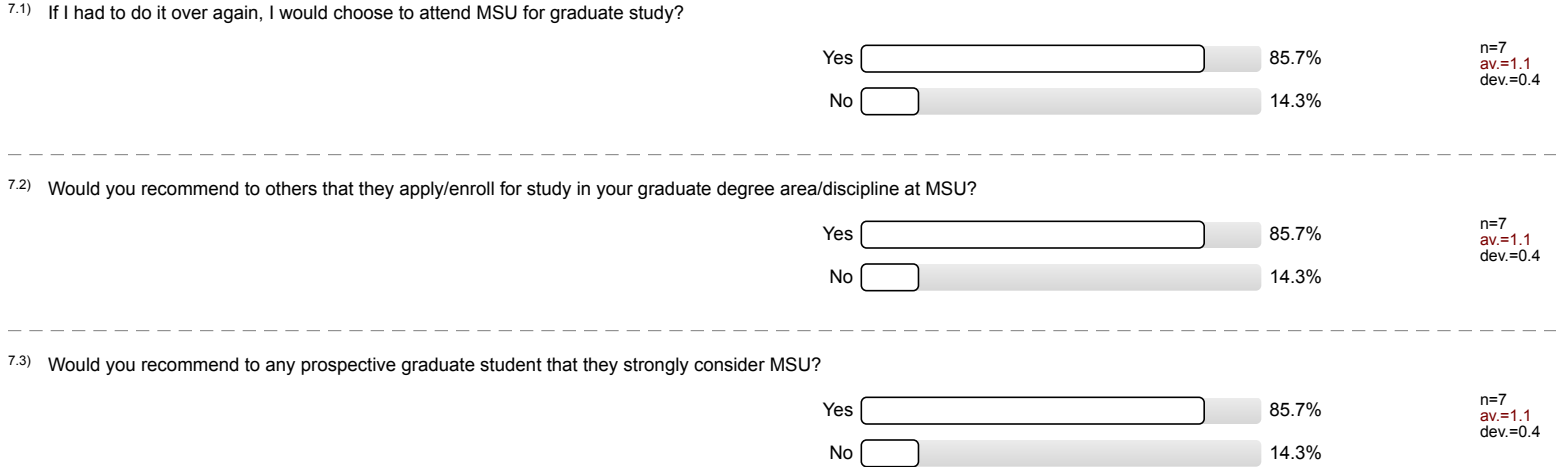 7.1) If I had to do it over again, I would choose to attend MSU for graduate study?
Yes 85.7%
No 14.3%
n=7
av.=1.1
dev.=0.4
7.2) Would you recommend to others that they apply/enroll for study in your graduate degree area/discipline at MSU?
Yes 85.7%
No 14.3%
n=7
av.=1.1
dev.=0.4
7.3) Would you recommend to any prospective graduate student that they strongly consider MSU?
Yes 85.7%
No 14.3%
n=7
av.=1.1
dev.=0.4